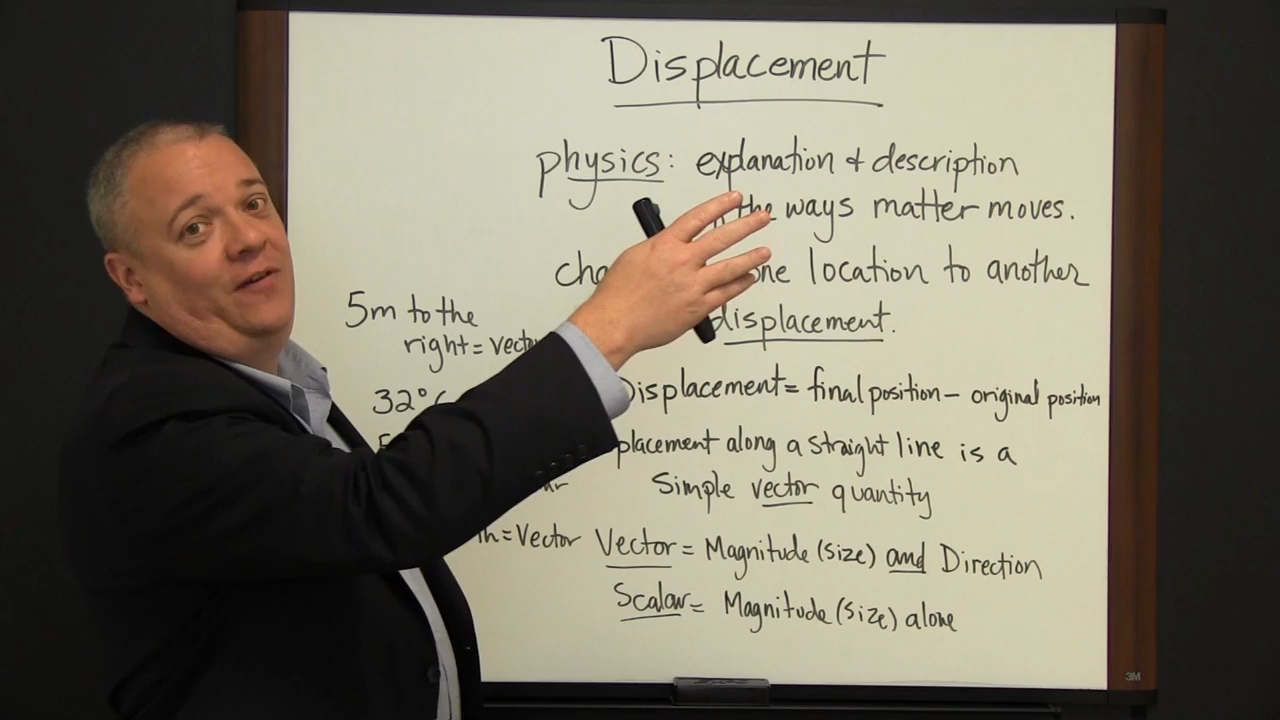 Displacement
physics: explanation & description
the ways matter moves.
one location to another
displacement.
5m to the
right = vector
32°C
Displacement = final position - original position
placement along a straight line is a
simple vector quantity
hr
= Vector
Vector = Magnitude (size) and Direction
Scalar = Magnitude (size) alone
3M